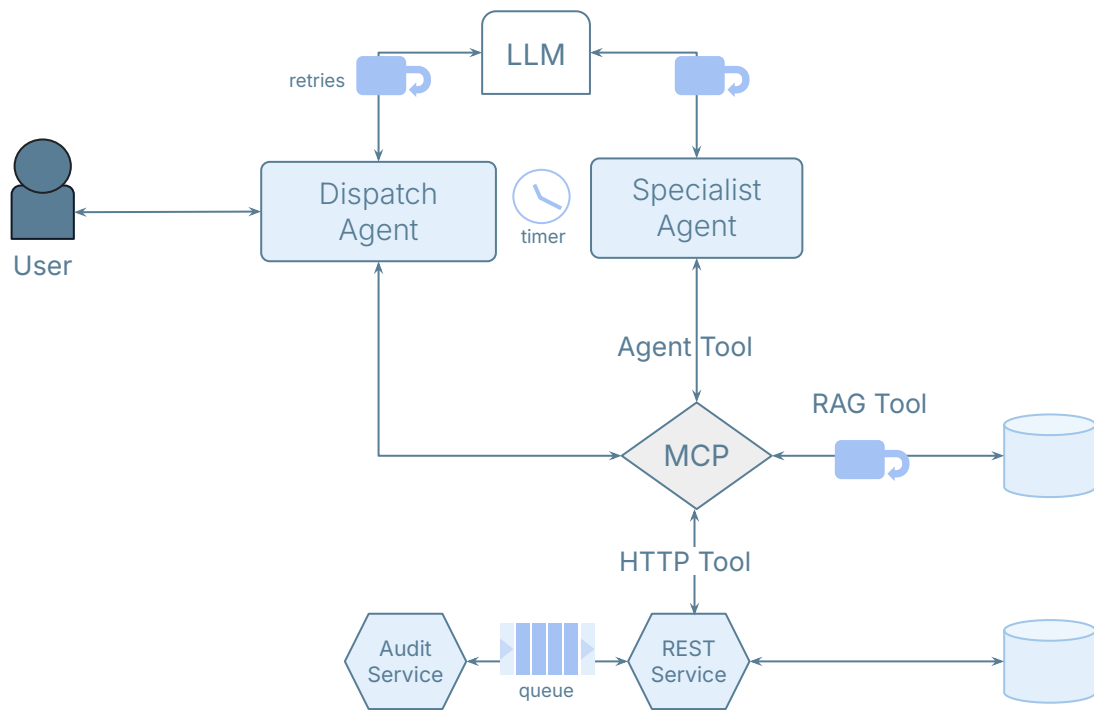 LLM
retries
Dispatch
Agent
timer
Specialist
Agent
User
Agent Tool
RAG Tool
MCP
HTTP Tool
Audit
Service
queue
REST
Service